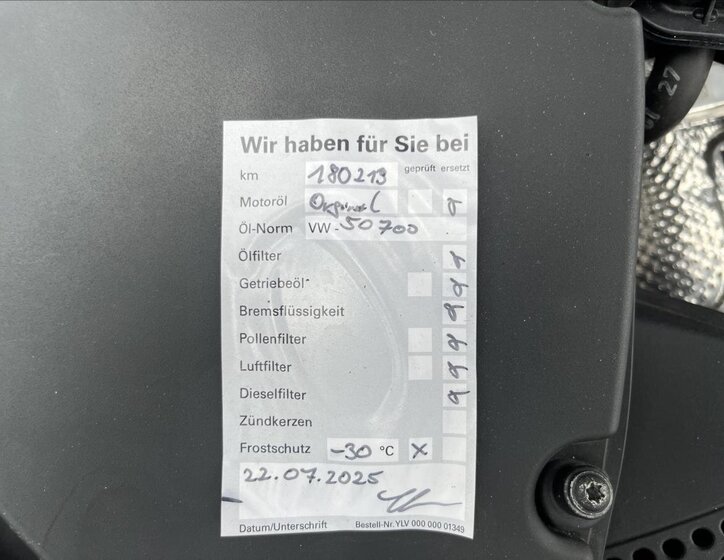 Wir haben für Sie bei
km 180213 geprüft ersetzt
Motoröl Original
Öl-Norm VW-50700
Ölfilter
Getriebeöl*
Bremsflüssigkeit
Pollenfilter
Luftfilter
Dieselfilter
Zündkerzen
Frostschutz -30 °C X
22.07.2025
Datum/Unterschrift Bestell-Nr. YLV 000 000 01349
27